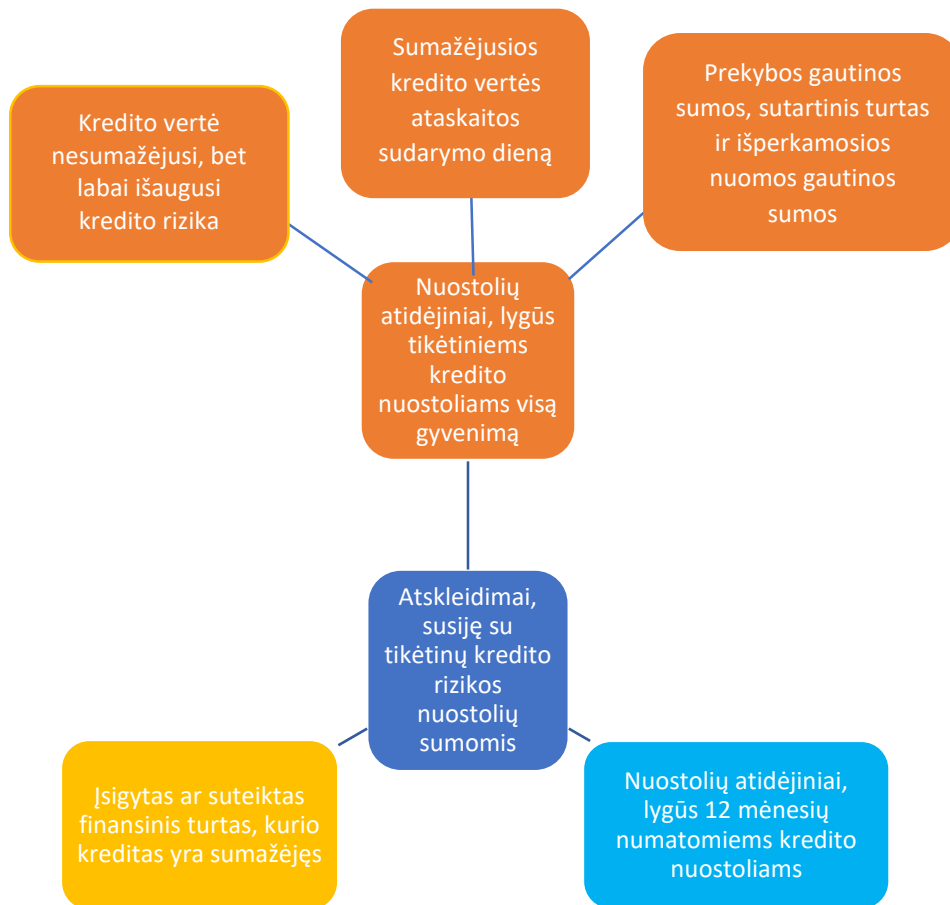 Sumažėjusios
kredito vertės
ataskaitos
sudarymo dieną
Kredito vertė
nesumažėjusi, bet
labai išaugusi
kredito rizika
Prekybos gautinos
sumos, sutartinis turtas
ir išperkamosios
nuomos gautinos
sumos
Nuostolių
atidėjiniai, lygūs
tikėtiniems
kredito
nuostoliams visą
gyvenimą
Atskleidimai,
susiję su
tikėtinų kredito
rizikos
nuostolių
sumomis
Įsigytas ar suteiktas
finansinis turtas, kurio
kreditas yra sumažėjęs
Nuostolių atidėjiniai,
lygūs 12 mėnesių
numatomiems kredito
nuostoliams